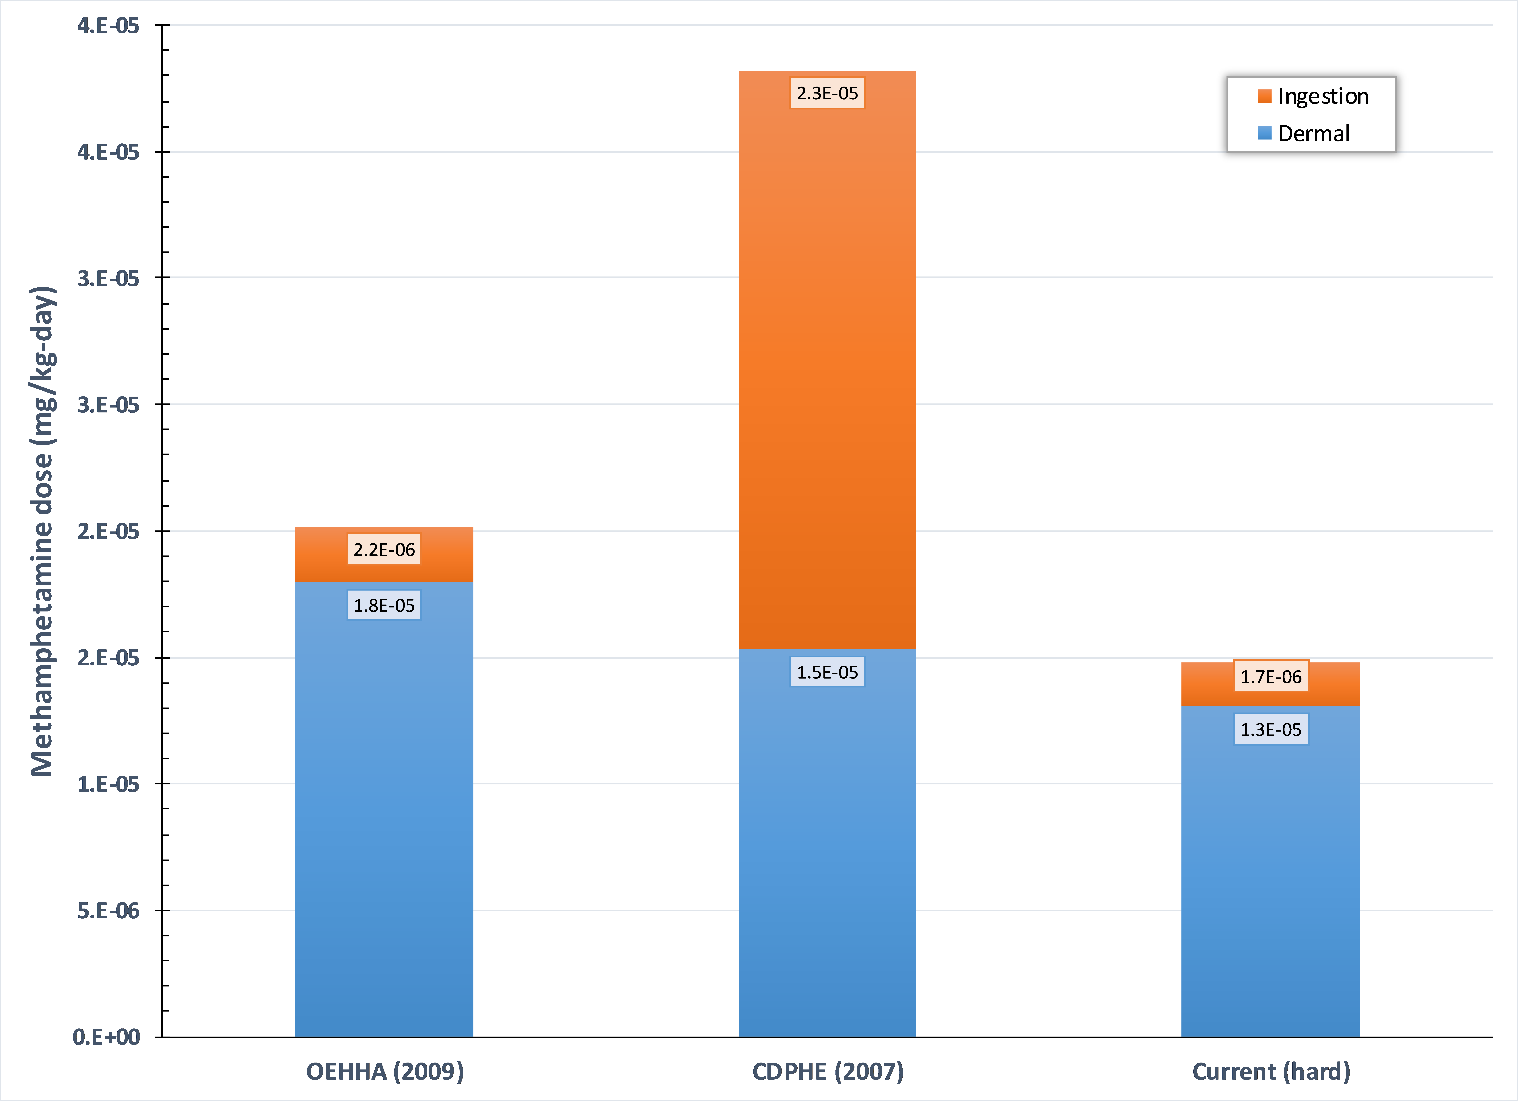 4.E-05
4.E-05
3.E-05
3.E-05
2.E-05
2.E-05
1.E-05
5.E-06
0.E+00
Methamphetamine dose (mg/kg-day)
2.3E-05
2.2E-06
1.8E-05
1.5E-05
1.7E-06
1.3E-05
Ingestion
Dermal
OEHHA (2009)
CDPHE (2007)
Current (hard)